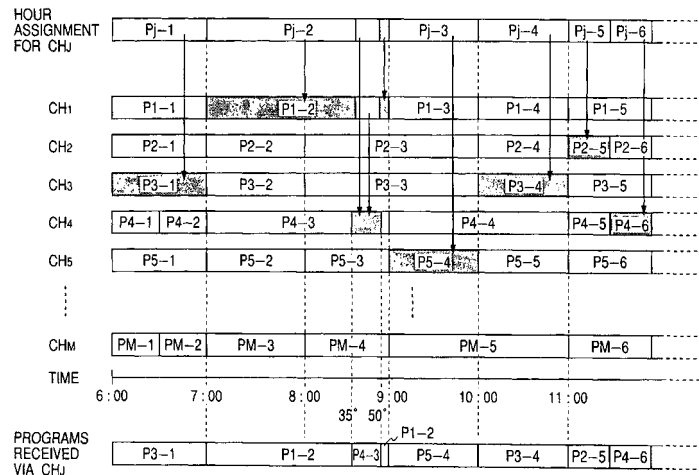 HOUR
ASSIGNMENT
FOR CHJ
Pj-1 Pj-2 Pj-3 Pj-4 Pj-5 Pj-6
CH1 P1-1 P1-2 P1-3 P1-4 P1-5
CH2 P2-1 P2-2 P2-3 P2-4 P2-5 P2-6
CH3 P3-1 P3-2 P3-3 P3-4 P3-5
CH4 P4-1 P4-2 P4-3 P4-4 P4-5 P4-6
CH5 P5-1 P5-2 P5-3 P5-4 P5-5 P5-6
CHM PM-1 PM-2 PM-3 PM-4 PM-5 PM-6
TIME
6:00 7:00 8:00 9:00 10:00 11:00
35° 50°
P1-2
PROGRAMS
RECEIVED
VIA CHJ
P3-1 P1-2 P4-3 P5-4 P3-4 P2-5 P4-6